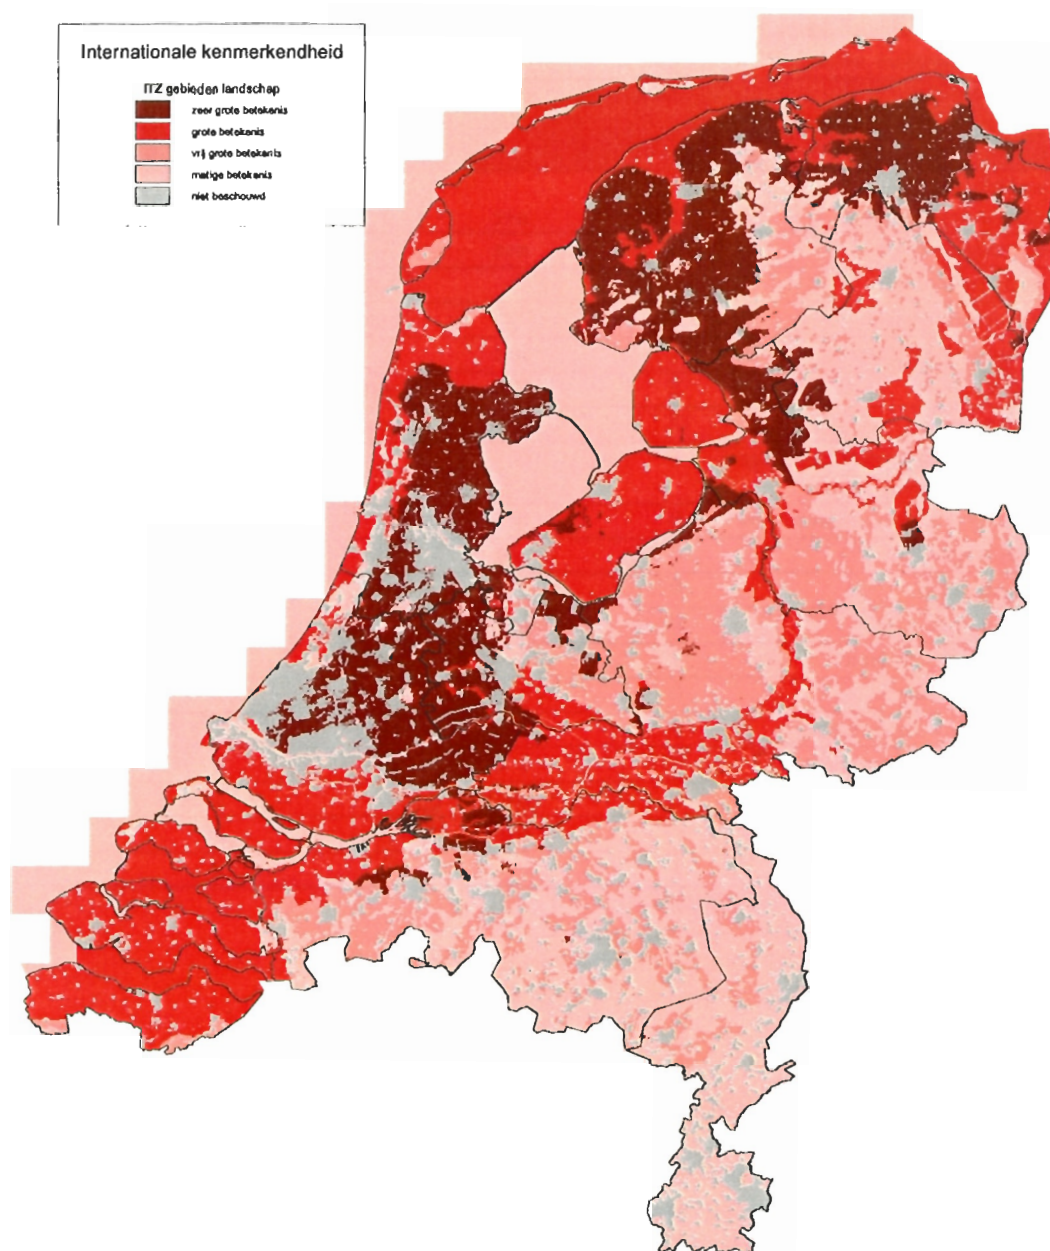 Internationale kenmerkendheid
ITZ gebieden landschap
zeer grote betekenis
grote betekenis
vrij grote betekenis
matige betekenis
niet beschouwd